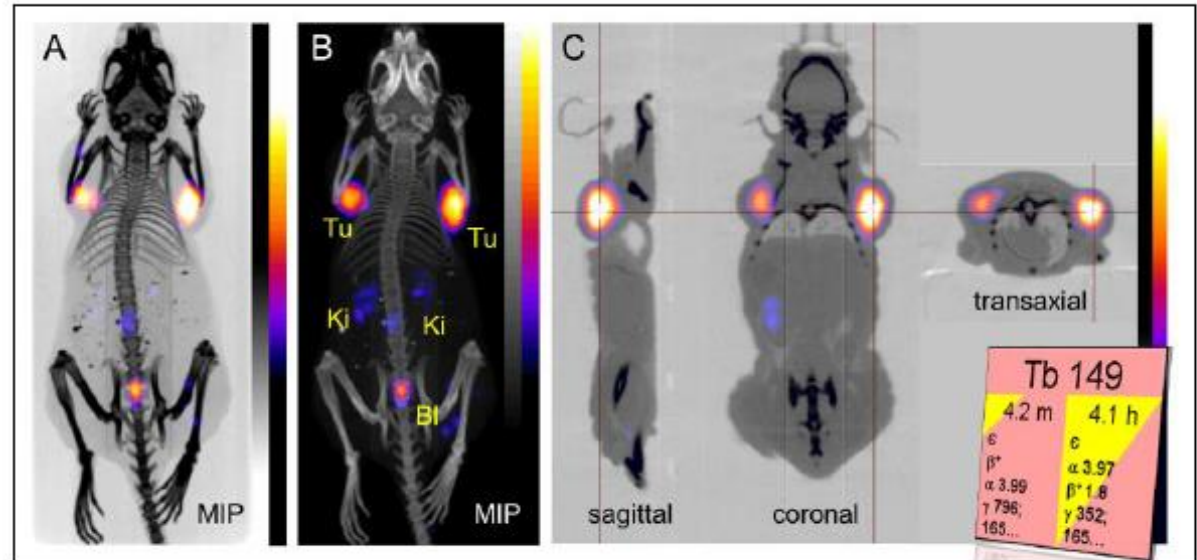 A
B
C
Tu
Tu
Ki
Ki
Bl
MIP
MIP
sagittal
coronal
transaxial
Tb 149
4.2 m
ϵ
β⁺
α 3.99
γ 796;
165...
4.1 h
ϵ
α 3.97
β⁺ 1.8
γ 352;
165...